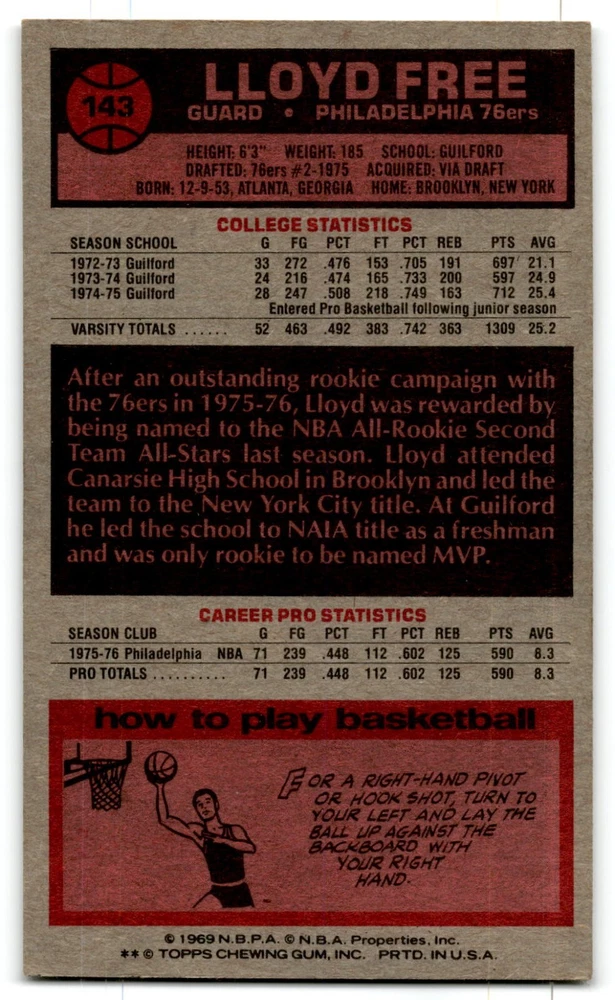 143
LLOYD FREE
GUARD • PHILADELPHIA 76ers
HEIGHT: 6'3" WEIGHT: 185 SCHOOL: GUILFORD
DRAFTED: 76ers #2-1975 ACQUIRED: VIA DRAFT
BORN: 12-9-53, ATLANTA, GEORGIA HOME: BROOKLYN, NEW YORK
COLLEGE STATISTICS
SEASON SCHOOL G FG PCT FT PCT REB PTS AVG
1972-73 Guilford 33 272 .476 153 .705 191 697 21.1
1973-74 Guilford 24 216 .474 165 .733 200 597 24.9
1974-75 Guilford 28 247 .508 218 .749 163 712 25.4
Entered Pro Basketball following junior season
VARSITY TOTALS ...... 52 463 .492 383 .742 363 1309 25.2
After an outstanding rookie campaign with
the 76ers in 1975-76, Lloyd was rewarded by
being named to the NBA All-Rookie Second
Team All-Stars last season. Lloyd attended
Canarsie High School in Brooklyn and led the
team to the New York City title. At Guilford
he led the school to NAIA title as a freshman
and was only rookie to be named MVP.
CAREER PRO STATISTICS
SEASON CLUB G FG PCT FT PCT REB PTS AVG
1975-76 Philadelphia NBA 71 239 .448 112 .602 125 590 8.3
PRO TOTALS .......... 71 239 .448 112 .602 125 590 8.3
how to play basketball
FOR A RIGHT-HAND PIVOT
OR HOOK SHOT, TURN TO
YOUR LEFT AND LAY THE
BALL UP AGAINST THE
BACKBOARD WITH
YOUR RIGHT
HAND.
© 1969 N.B.P.A. © N.B.A. Properties, Inc.
** © TOPPS CHEWING GUM, INC. PRTD. IN U.S.A.